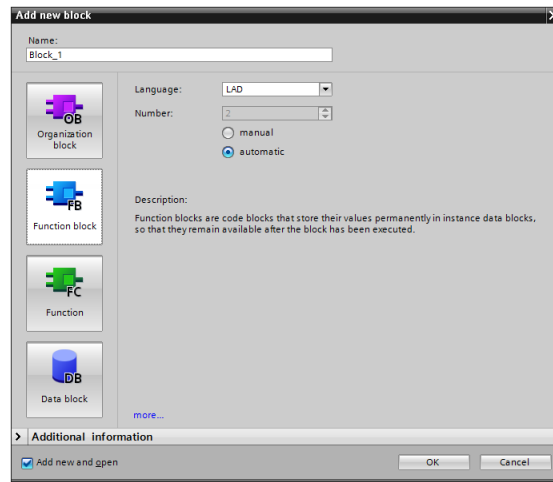 Add new block
Name:
Block_1
OB
Organization
block
FB
Function block
FC
Function
DB
Data block
Language:
LAD
Number:
2
manual
automatic
Description:
Function blocks are code blocks that store their values permanently in instance data blocks,
so that they remain available after the block has been executed.
more...
Additional information
Add new and open
OK
Cancel